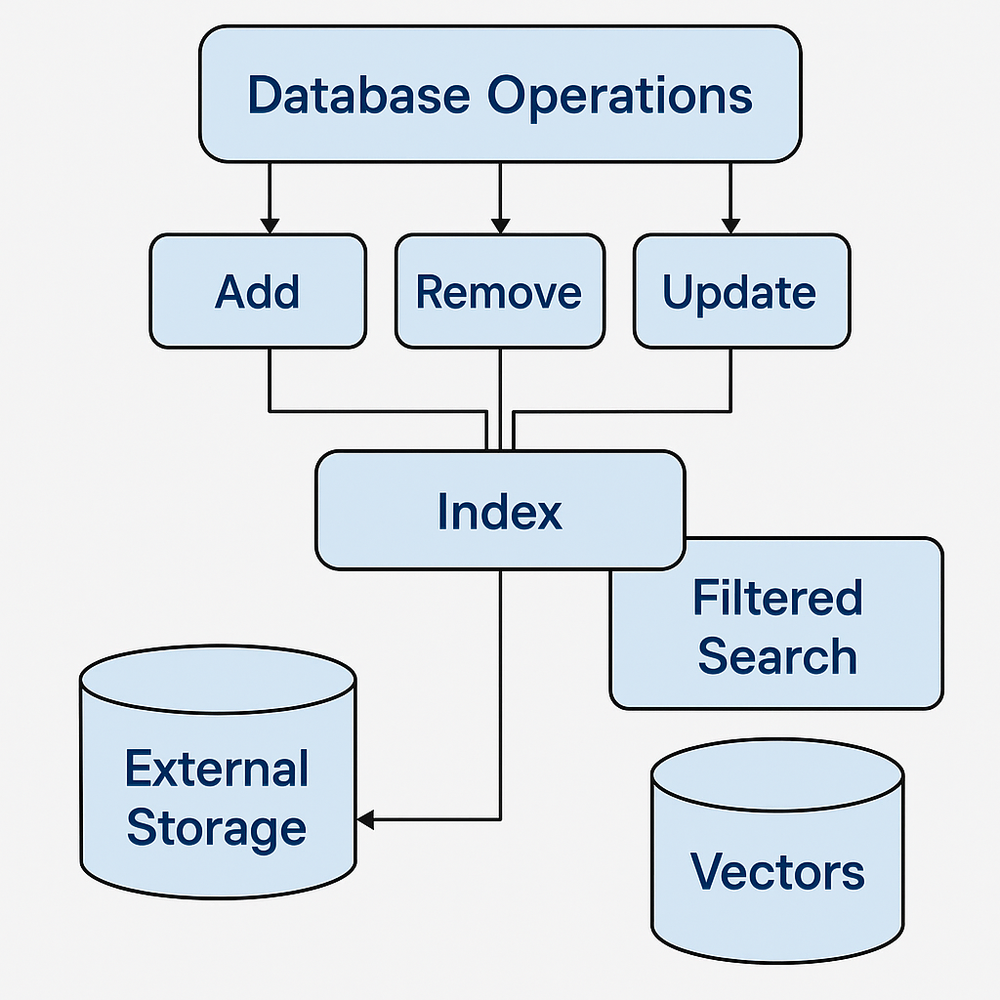 Database Operations
Add
Remove
Update
Index
Filtered
Search
External
Storage
Vectors